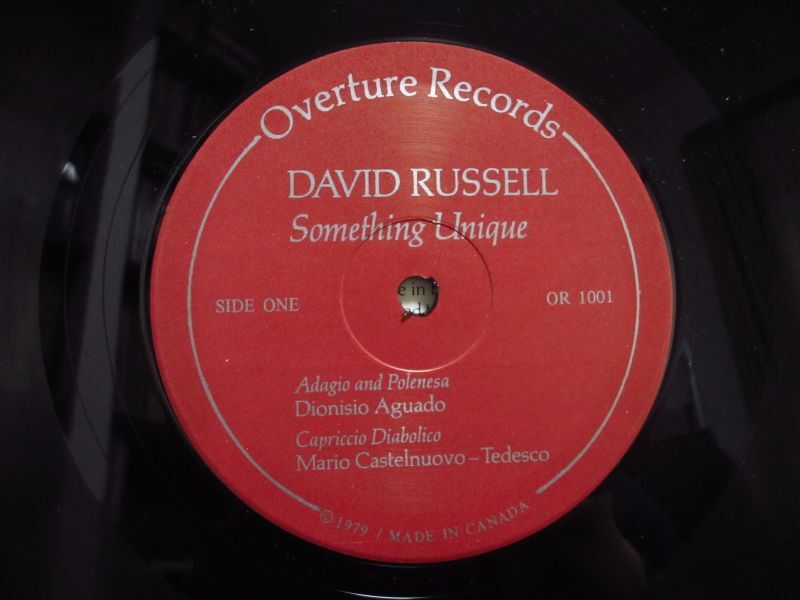 Overture Records
DAVID RUSSELL
Something Unique
SIDE ONE
OR 1001
e in t
Adagio and Polenesa
Dionisio Aguado
Capriccio Diabolico
Mario Castelnuovo – Tedesco
© 1979 / MADE IN CANADA